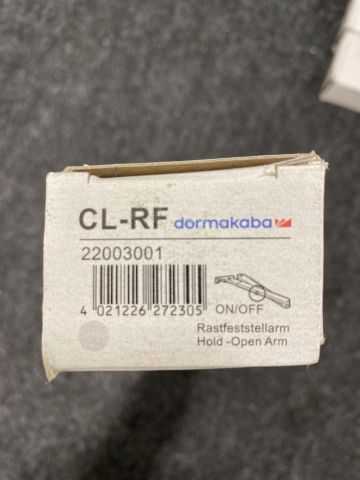 CL-RF dormakaba
22003001
4 021226 272305
ON/OFF
Rastfeststellarm
Hold -Open Arm